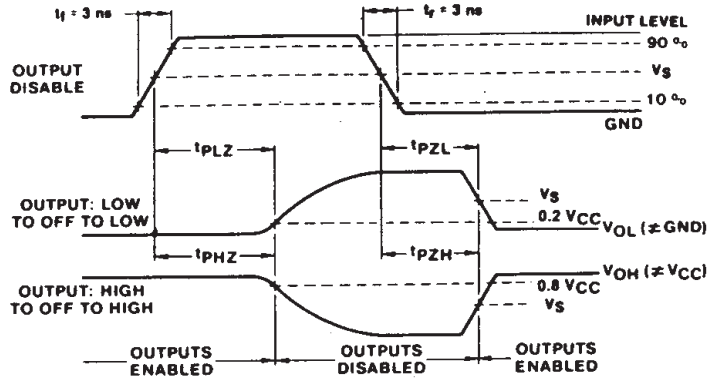 tf = 3 ns
tf = 3 ns
INPUT LEVEL
90 %
OUTPUT
DISABLE
VS
10 %
GND
tPLZ
tPZL
OUTPUT: LOW
TO OFF TO LOW
VS
0.2 VCC
VOL (≠ GND)
tPHZ
tPZH
OUTPUT: HIGH
TO OFF TO HIGH
VOH (≠ VCC)
0.8 VCC
VS
OUTPUTS
ENABLED
OUTPUTS
DISABLED
OUTPUTS
ENABLED